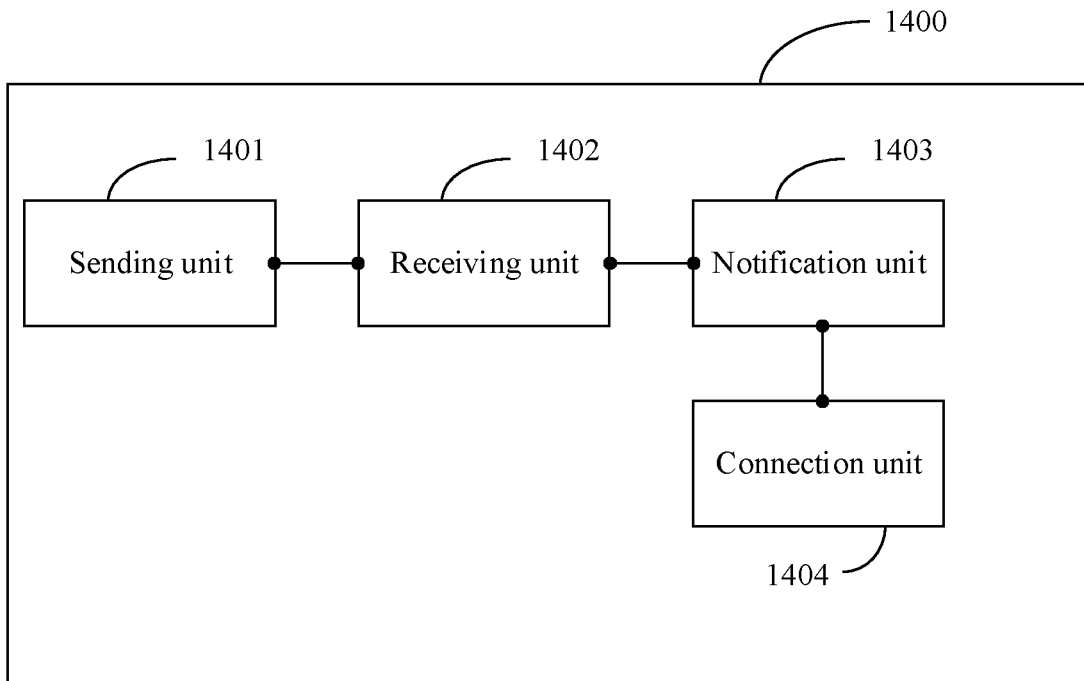 1400
1401
1402
1403
Sending unit
Receiving unit
Notification unit
Connection unit
1404